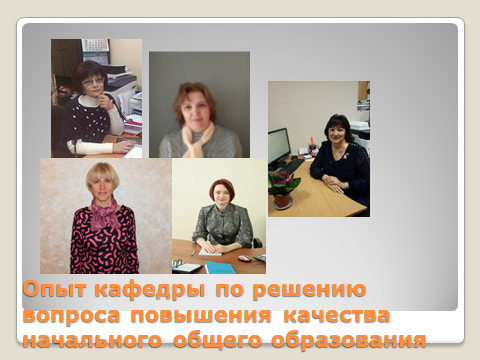 Опыт кафедры по решению
вопроса повышения качества
начального общего образования